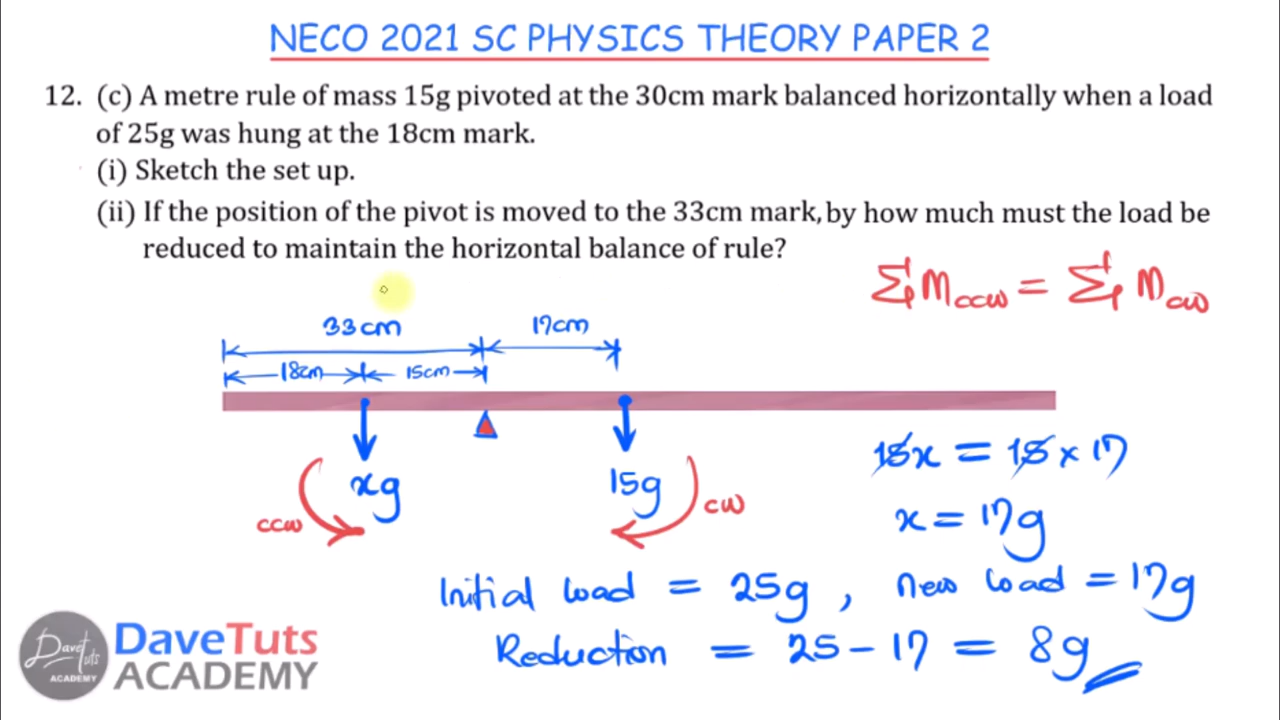 NECO 2021 SC PHYSICS THEORY PAPER 2
12. (c) A metre rule of mass 15g pivoted at the 30cm mark balanced horizontally when a load
of 25g was hung at the 18cm mark.
(i) Sketch the set up.
(ii) If the position of the pivot is moved to the 33cm mark, by how much must the load be
reduced to maintain the horizontal balance of rule?
∑M ccw = ∑M cw
33cm 17cm
18cm 15cm
xg 15g
ccw cw
15x = 15 × 17
x = 17g
Initial load = 25g, new load = 17g
Reduction = 25 - 17 = 8g
Dave Tuts ACADEMY
DaveTuts
ACADEMY